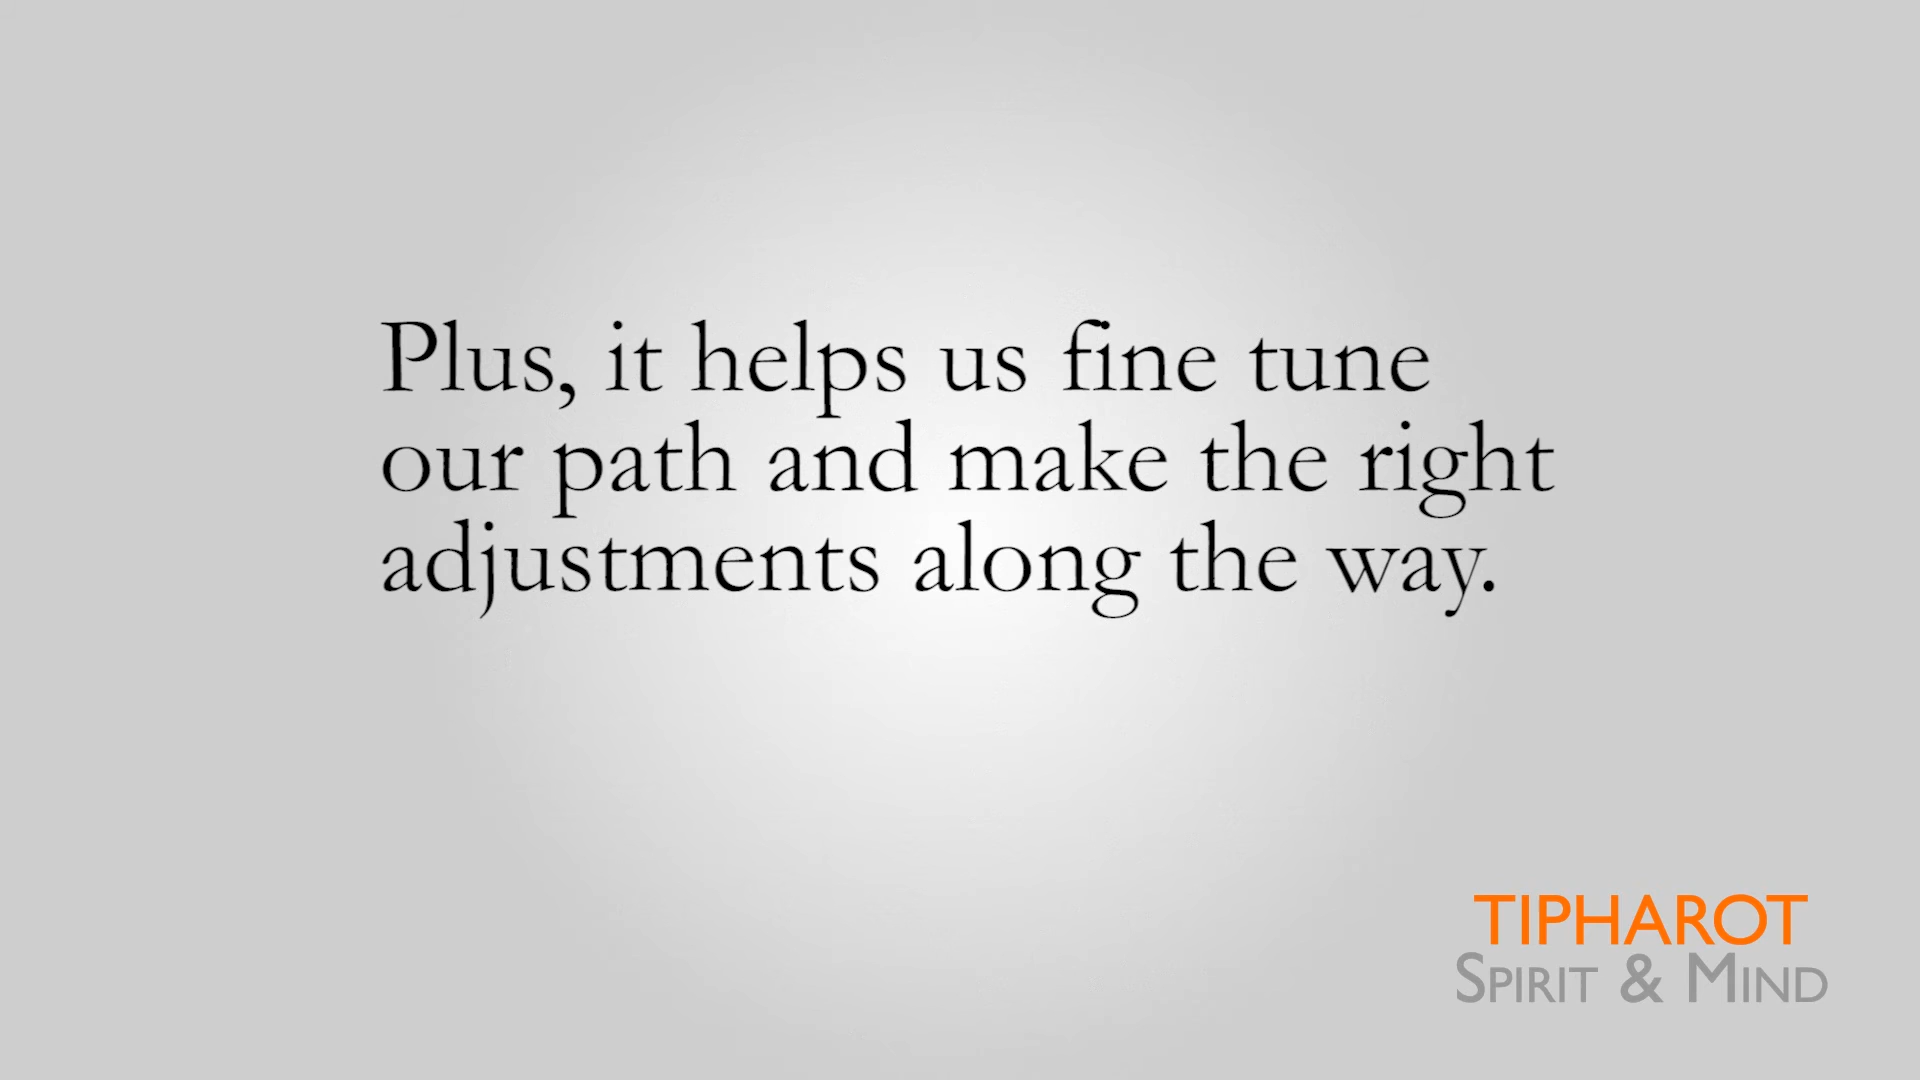 Plus, it helps us fine tune
our path and make the right
adjustments along the way.
TIPHAROT
SPIRIT & MIND